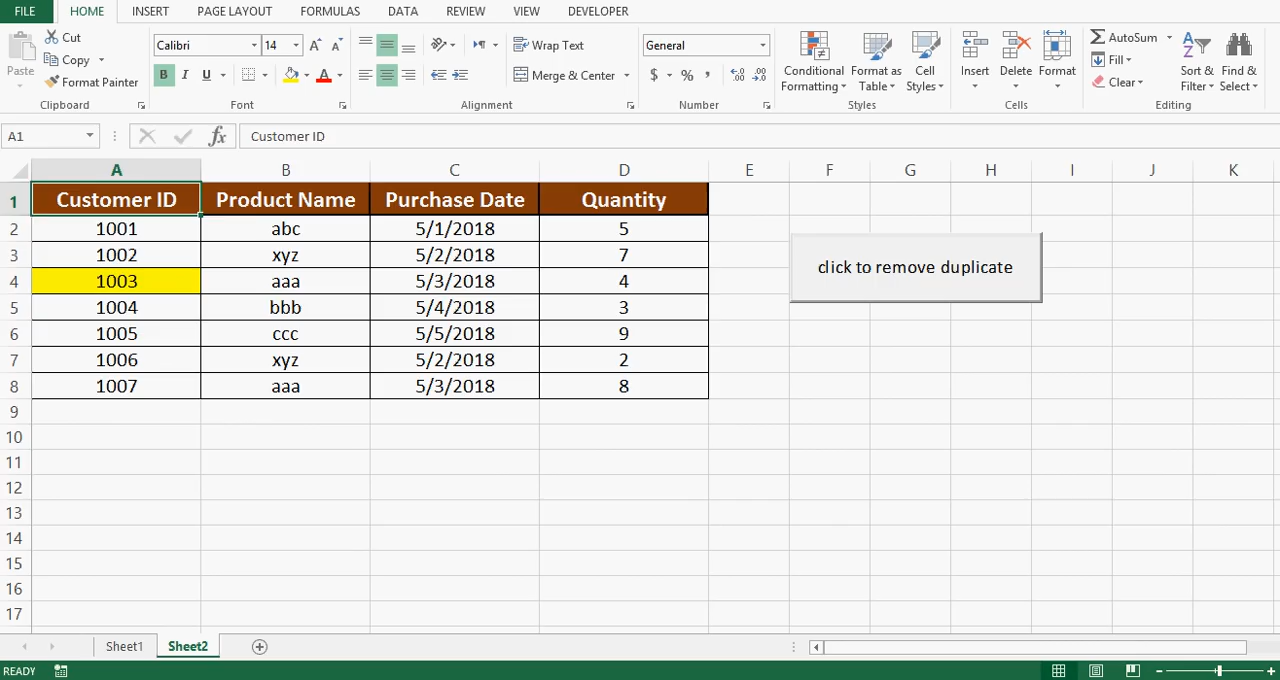 FILE HOME INSERT PAGE LAYOUT FORMULAS DATA REVIEW VIEW DEVELOPER
Paste
Cut
Copy
Format Painter
Clipboard
Calibri 14 A A
B I U A
Font
Wrap Text
Merge & Center
Alignment
General
$ % ,
Number
Conditional Formatting
Format as Table
Cell Styles
Styles
Insert Delete Format
Cells
AutoSum
Fill
Clear
Sort & Filter
Find & Select
Editing
A1 fx Customer ID
A B C D E F G H I J K
1 Customer ID Product Name Purchase Date Quantity
2 1001 abc 5/1/2018 5
3 1002 xyz 5/2/2018 7
4 1003 aaa 5/3/2018 4
5 1004 bbb 5/4/2018 3
6 1005 ccc 5/5/2018 9
7 1006 xyz 5/2/2018 2
8 1007 aaa 5/3/2018 8
click to remove duplicate
9
10
11
12
13
14
15
16
17
Sheet1 Sheet2
READY